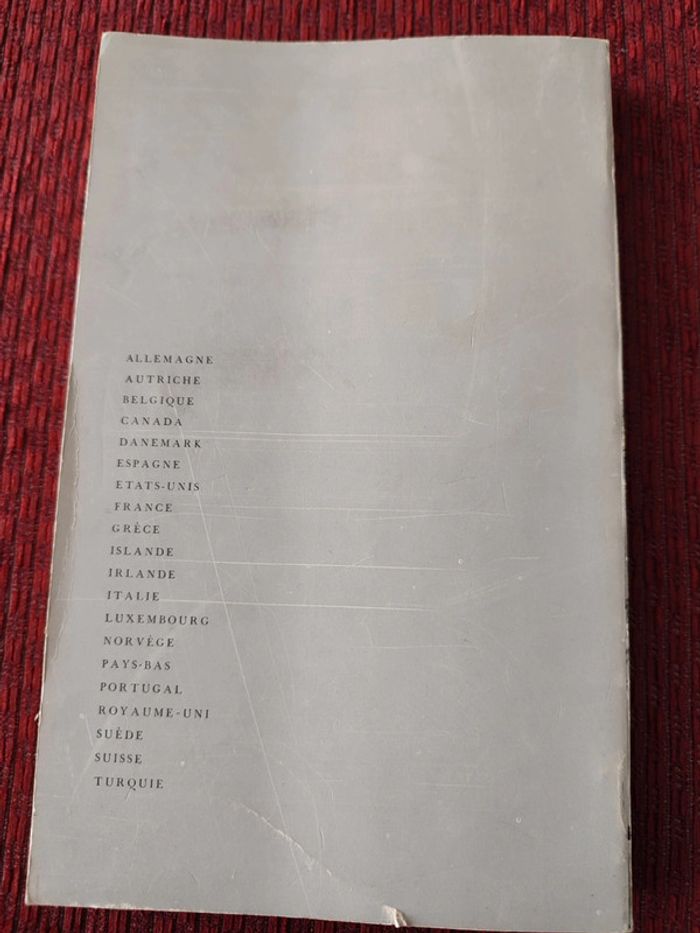 ALLEMAGNE
AUTRICHE
BELGIQUE
CANADA
DANEMARK
ESPAGNE
ETATS-UNIS
FRANCE
GRÈCE
ISLANDE
IRLANDE
ITALIE
LUXEMBOURG
NORVÈGE
PAYS-BAS
PORTUGAL
ROYAUME-UNI
SUÈDE
SUISSE
TURQUIE